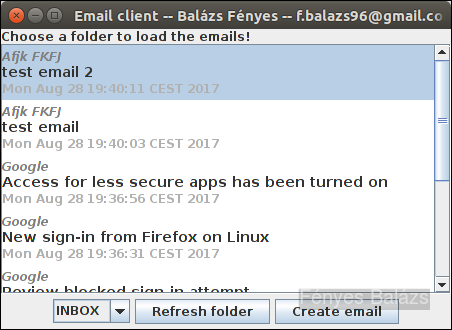 Email client -- Balázs Fényes -- f.balazs96@gmail.co
Choose a folder to load the emails!
Afjk FKFJ
test email 2
Mon Aug 28 19:40:11 CEST 2017
Afjk FKFJ
test email
Mon Aug 28 19:40:03 CEST 2017
Google
Access for less secure apps has been turned on
Mon Aug 28 19:36:56 CEST 2017
Google
New sign-in from Firefox on Linux
Mon Aug 28 19:36:31 CEST 2017
Google
Review blocked sign-in attempt
Fényes Balázs
INBOX Refresh folder Create email